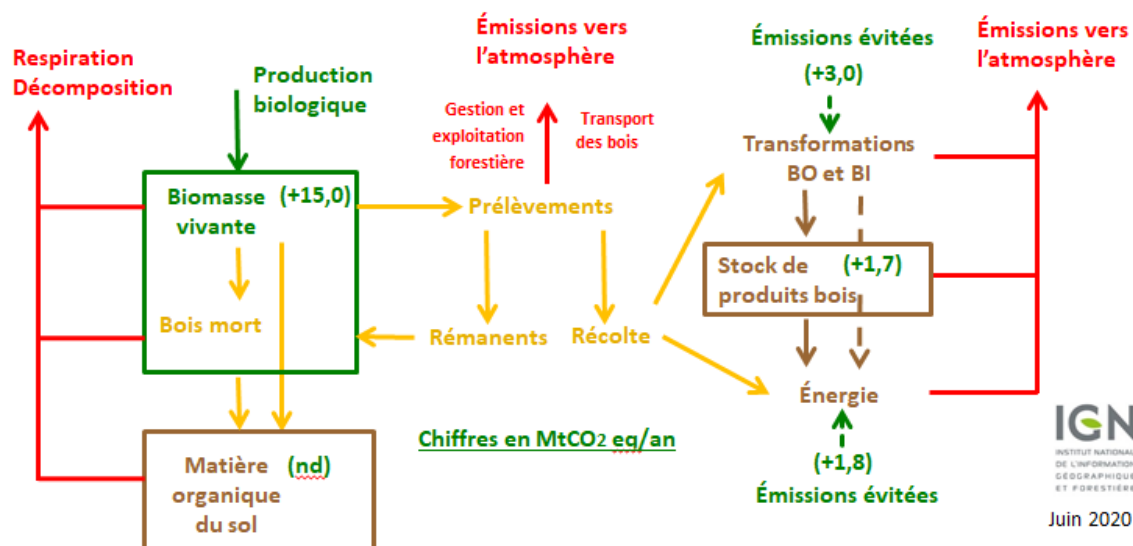 Respiration
Décomposition
Production
biologique
Émissions vers
l’atmosphère
Gestion et
exploitation
forestière
Transport
des bois
Émissions évitées
(+3,0)
Émissions vers
l’atmosphère
Transformations
BO et BI
Biomasse (+15,0)
vivante
Prélèvements
Stock de (+1,7)
produits bois
Bois mort
Rémanents
Récolte
Énergie
Chiffres en MtCO2 eq/an
(+1,8)
Émissions évitées
Matière (nd)
organique
du sol
IGN
INSTITUT NATIONAL
DE L’INFORMATION
GÉOGRAPHIQUE
ET FORESTIÈRE
Juin 2020